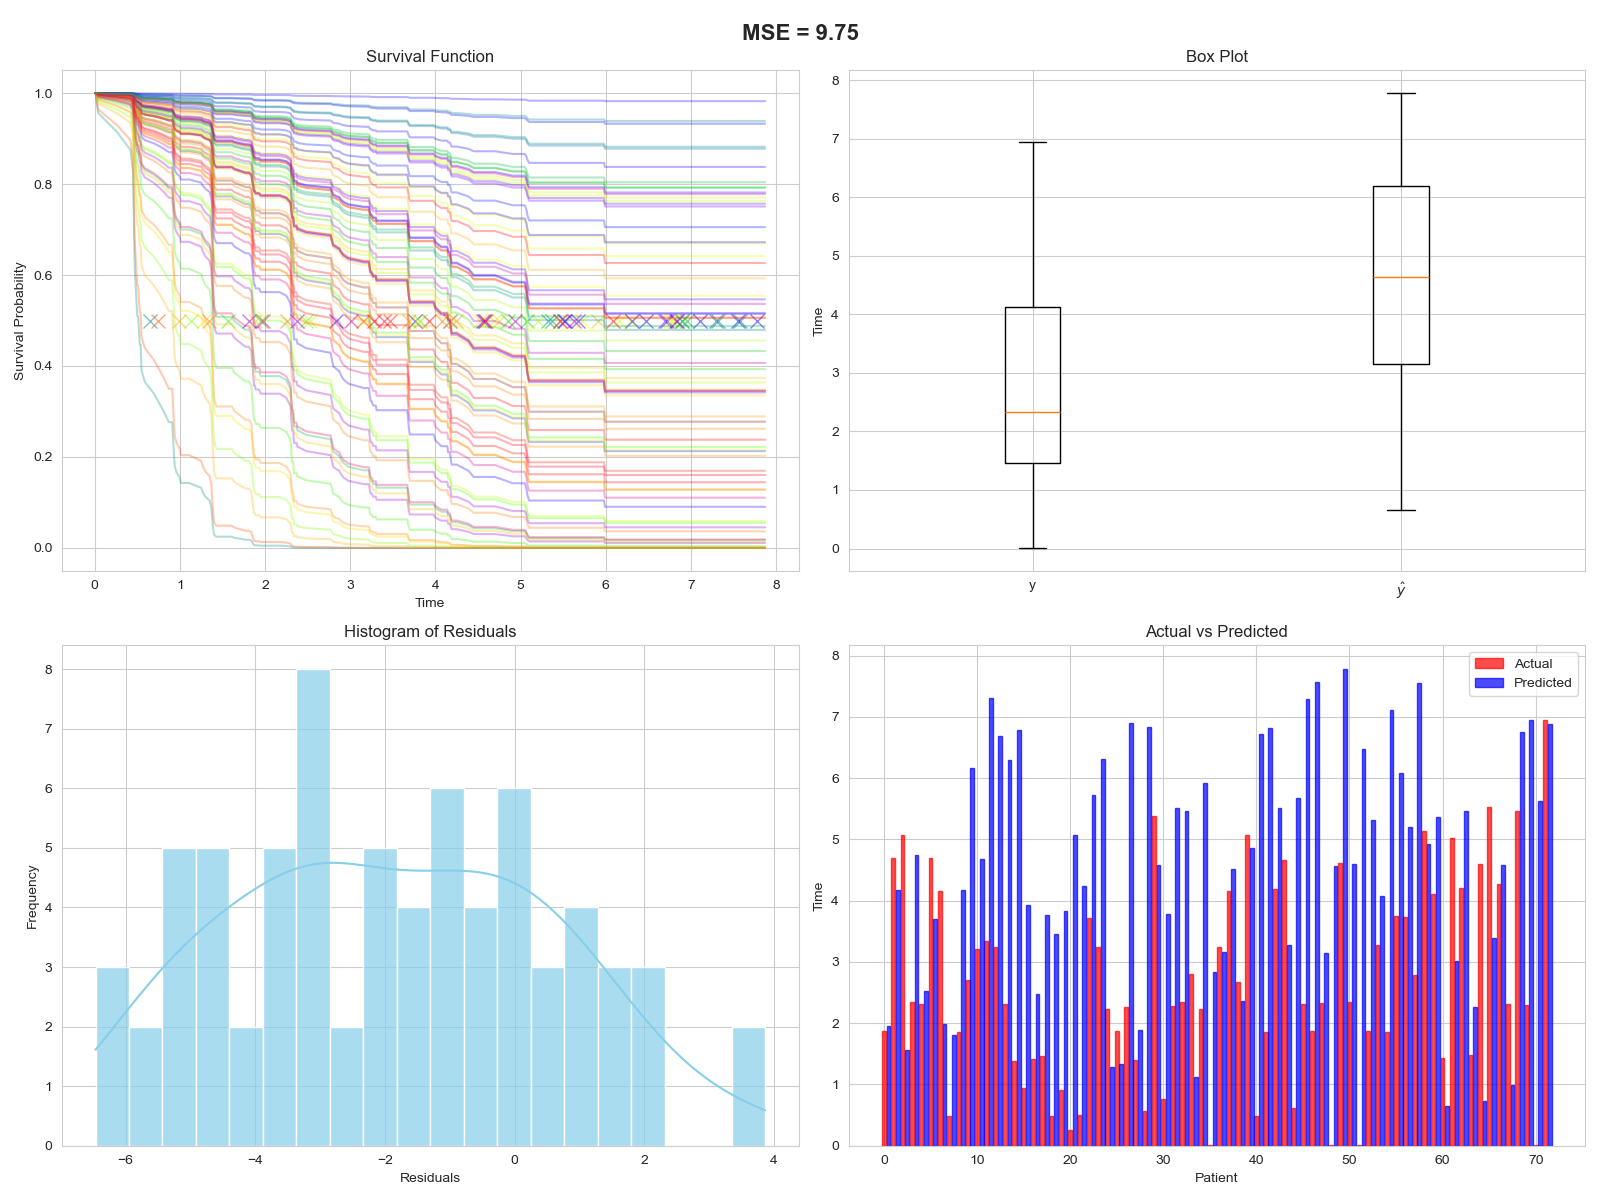 MSE = 9.75
Survival Function
Survival Probability
1.0
0.8
0.6
0.4
0.2
0.0
0 1 2 3 4 5 6 7 8
Time
Box Plot
Time
8
7
6
5
4
3
2
1
0
y ŷ
Histogram of Residuals
Frequency
8
7
6
5
4
3
2
1
0
−6 −4 −2 0 2 4
Residuals
Actual vs Predicted
Actual
Predicted
Time
8
7
6
5
4
3
2
1
0
0 10 20 30 40 50 60 70
Patient